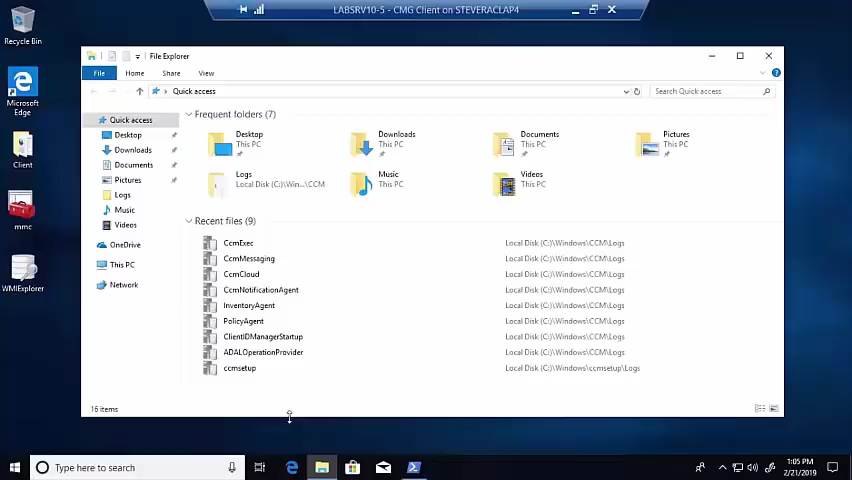 LABSRV10-5 - CMG Client on STEVERACLAP4
Recycle Bin
Microsoft Edge
Client
mmc
WMIExplorer
File Explorer
File Home Share View
Quick access
Search Quick access
Quick access
Desktop
Downloads
Documents
Pictures
Logs
Music
Videos
OneDrive
This PC
Network
Frequent folders (7)
Desktop
This PC
Downloads
This PC
Documents
This PC
Pictures
This PC
Logs
Local Disk (C:)\Win...\CCM
Music
This PC
Videos
This PC
Recent files (9)
CcmExec Local Disk (C:)\Windows\CCM\Logs
CcmMessaging Local Disk (C:)\Windows\CCM\Logs
CcmCloud Local Disk (C:)\Windows\CCM\Logs
CcmNotificationAgent Local Disk (C:)\Windows\CCM\Logs
InventoryAgent Local Disk (C:)\Windows\CCM\Logs
PolicyAgent Local Disk (C:)\Windows\CCM\Logs
ClientIDManagerStartup Local Disk (C:)\Windows\CCM\Logs
ADALOperationProvider Local Disk (C:)\Windows\CCM\Logs
ccmsetup Local Disk (C:)\Windows\ccmsetup\Logs
16 items
Type here to search
1:05 PM
2/21/2019